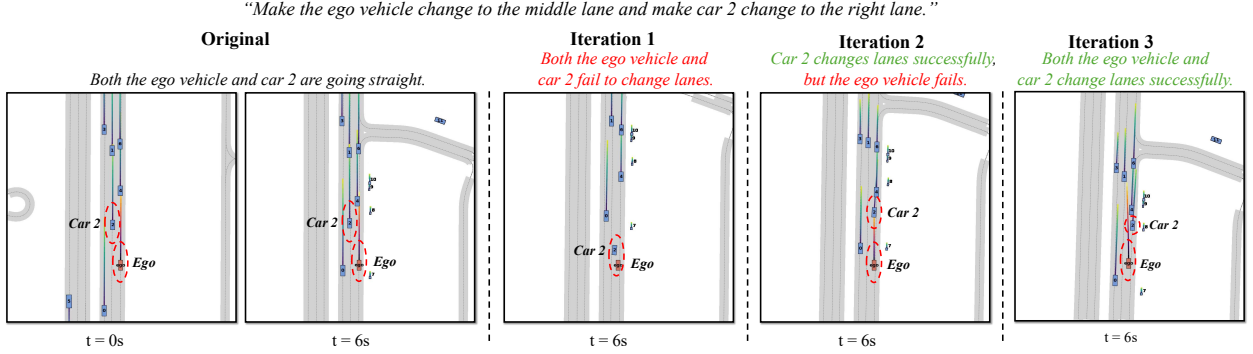 “Make the ego vehicle change to the middle lane and make car 2 change to the right lane.”
Original
Both the ego vehicle and car 2 are going straight.
Iteration 1
Both the ego vehicle and
car 2 fail to change lanes.
Iteration 2
Car 2 changes lanes successfully,
but the ego vehicle fails.
Iteration 3
Both the ego vehicle and
car 2 change lanes successfully.
Car 2
Ego
Car 2
Ego
Car 2
Ego
Car 2
Ego
Car 2
Ego
t = 0s
t = 6s
t = 6s
t = 6s
t = 6s